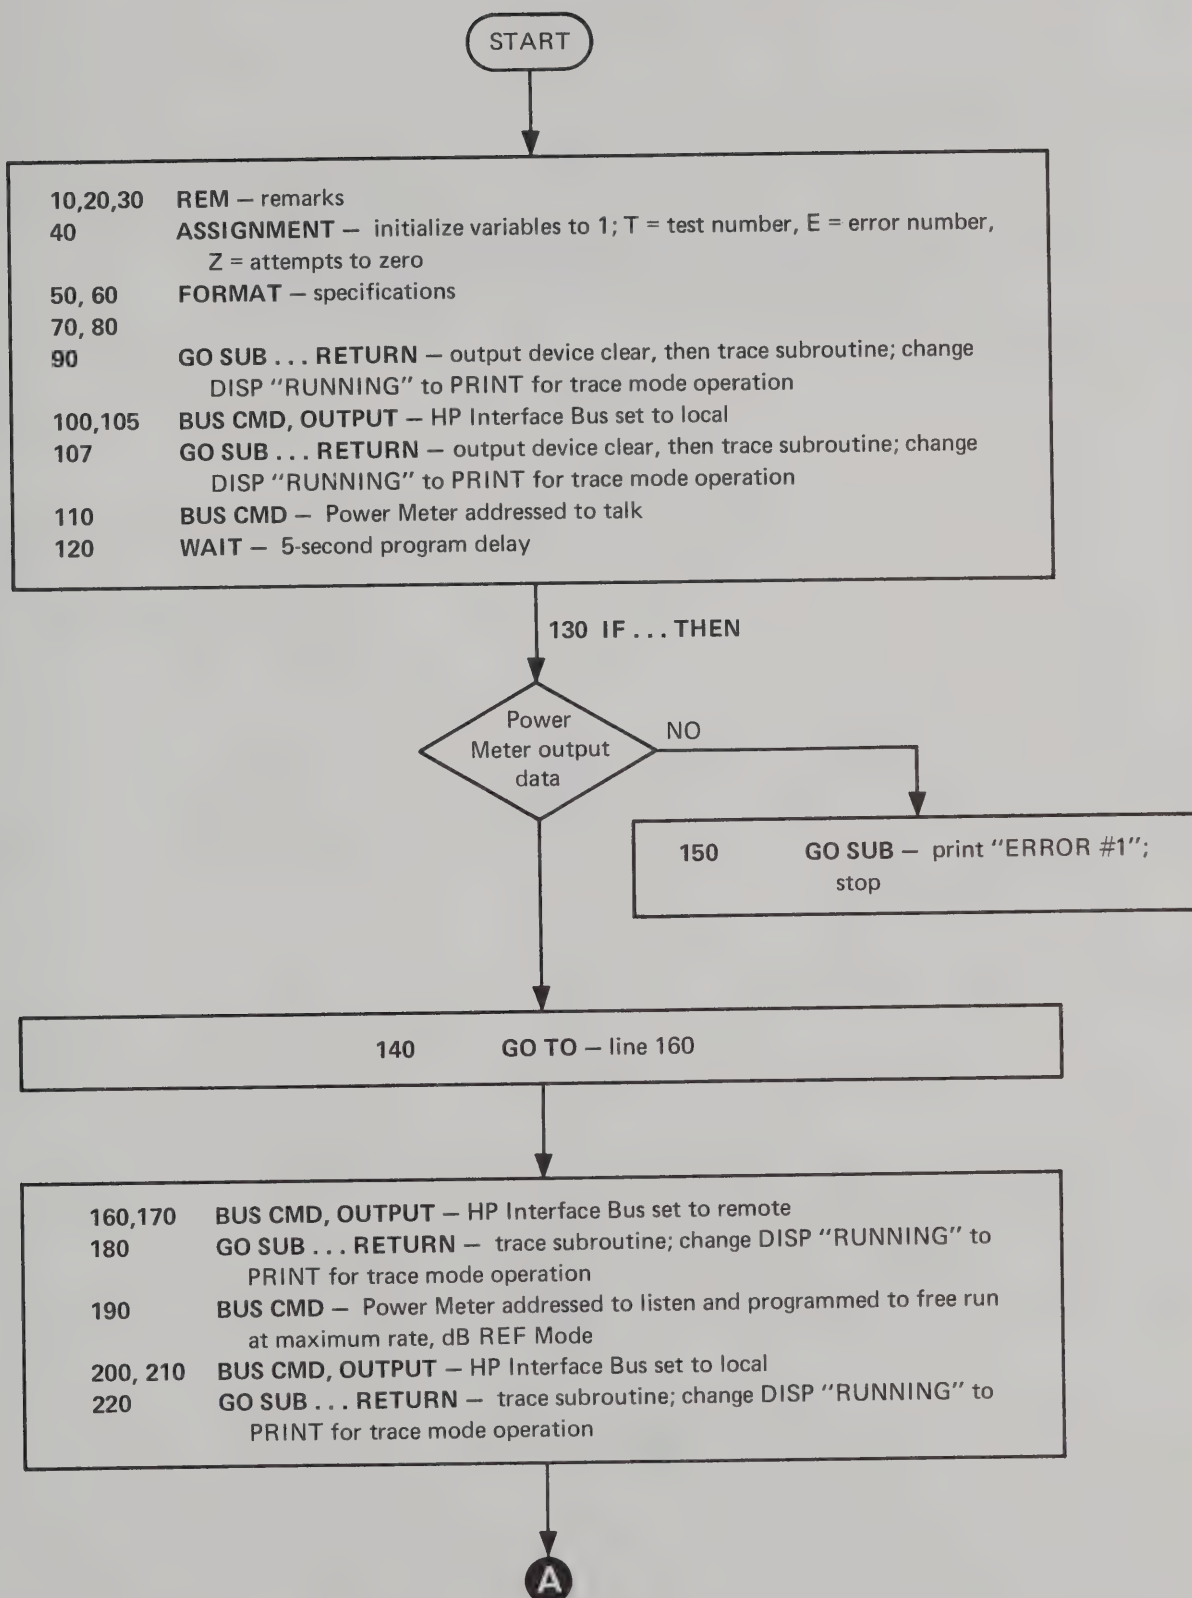 START
10,20,30 REM — remarks
40 ASSIGNMENT — initialize variables to 1; T = test number, E = error number,
Z = attempts to zero
50, 60 FORMAT — specifications
70, 80
90 GO SUB ... RETURN — output device clear, then trace subroutine; change
DISP "RUNNING" to PRINT for trace mode operation
100,105 BUS CMD, OUTPUT — HP Interface Bus set to local
107 GO SUB ... RETURN — output device clear, then trace subroutine; change
DISP "RUNNING" to PRINT for trace mode operation
110 BUS CMD — Power Meter addressed to talk
120 WAIT — 5-second program delay
130 IF ... THEN
Power
Meter output
data
NO
150 GO SUB — print "ERROR #1";
stop
140 GO TO — line 160
160,170 BUS CMD, OUTPUT — HP Interface Bus set to remote
180 GO SUB ... RETURN — trace subroutine; change DISP "RUNNING" to
PRINT for trace mode operation
190 BUS CMD — Power Meter addressed to listen and programmed to free run
at maximum rate, dB REF Mode
200, 210 BUS CMD, OUTPUT — HP Interface Bus set to local
220 GO SUB ... RETURN — trace subroutine; change DISP "RUNNING" to
PRINT for trace mode operation
A